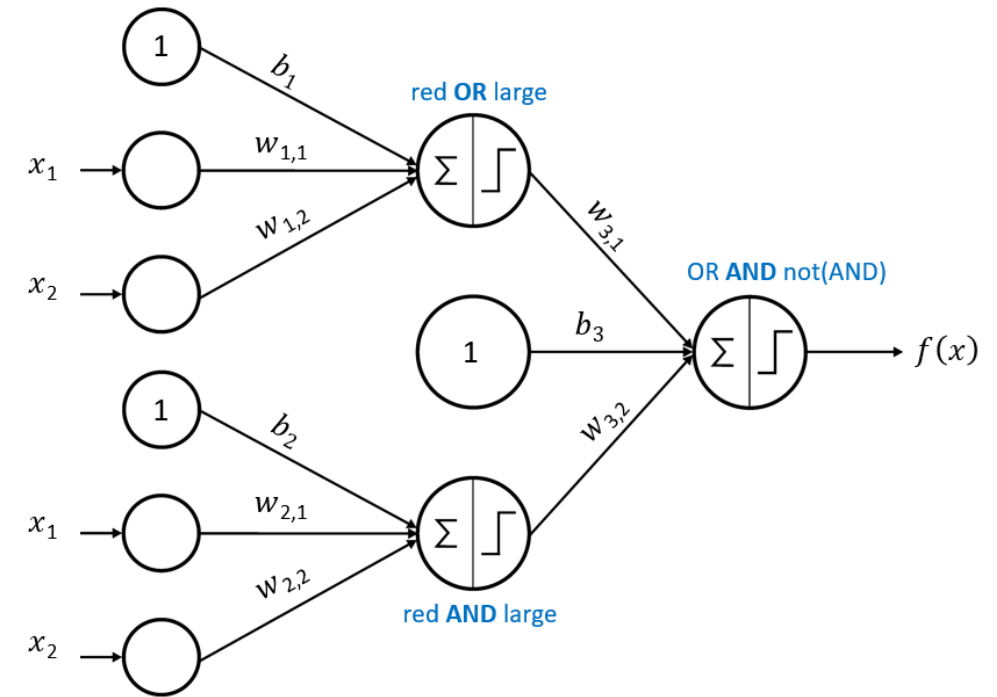 1
b₁
red OR large
x₁
w₁,₁
Σ
w₁,₂
x₂
w₃,₁
OR AND not(AND)
1
b₃
Σ
f(x)
1
b₂
w₃,₂
x₁
w₂,₁
Σ
w₂,₂
red AND large
x₂